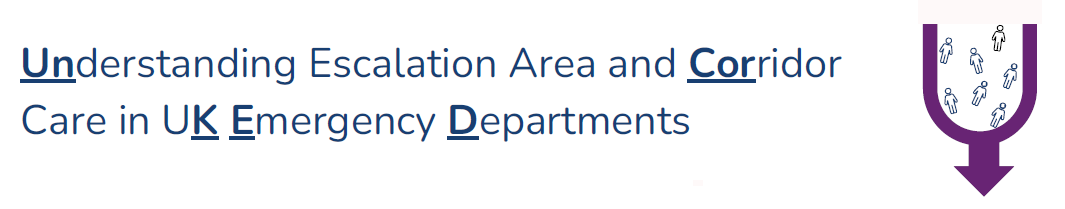 Understanding Escalation Area and Corridor
Care in UK Emergency Departments